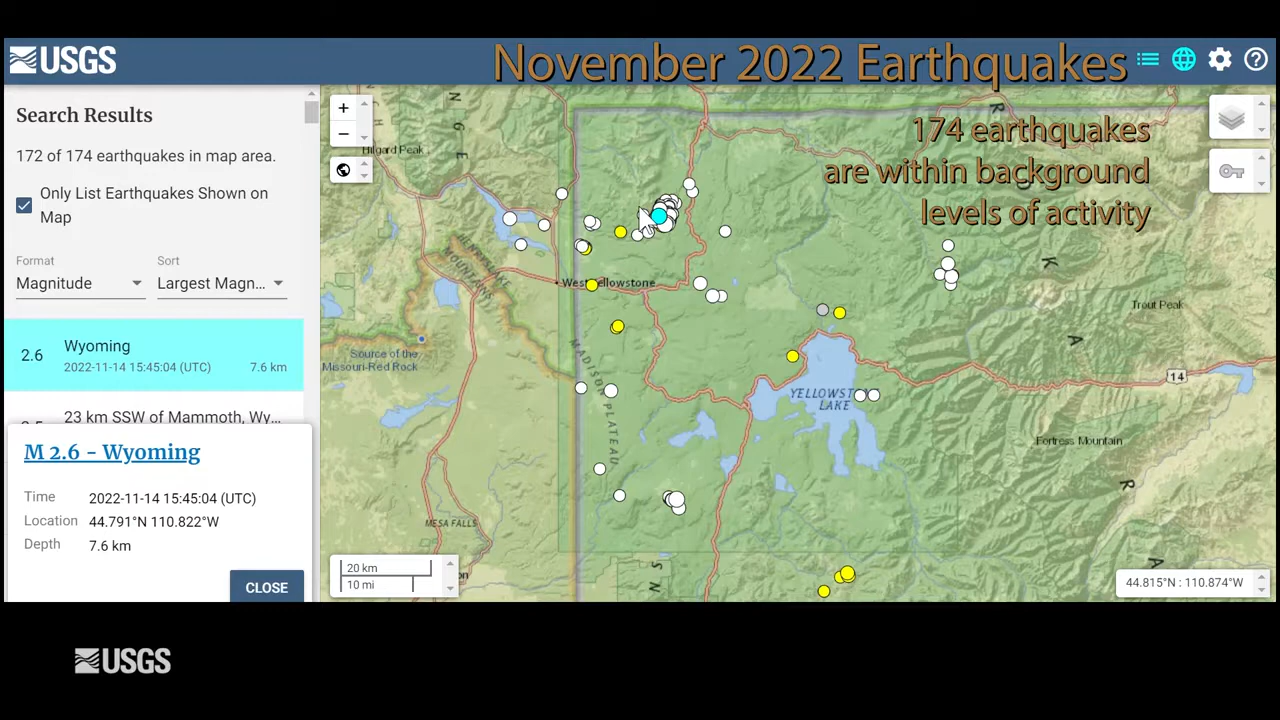 USGS
November 2022 Earthquakes
174 earthquakes
are within background
levels of activity
Search Results
172 of 174 earthquakes in map area.
Only List Earthquakes Shown on
Map
Format
Magnitude
Sort
Largest Magn...
2.6
Wyoming
2022-11-14 15:45:04 (UTC)
7.6 km
23 km SSW of Mammoth, Wy...
M 2.6 - Wyoming
Time
2022-11-14 15:45:04 (UTC)
Location
44.791°N 110.822°W
Depth
7.6 km
CLOSE
+
−
Hilgard Peak
West Yellowstone
Source of the
Missouri-Red Rock
MADISON PLATEAU
YELLOWST
LAKE
Trout Peak
14
Fortress Mountain
MESA FALLS
20 km
10 mi
44.815°N : 110.874°W
USGS